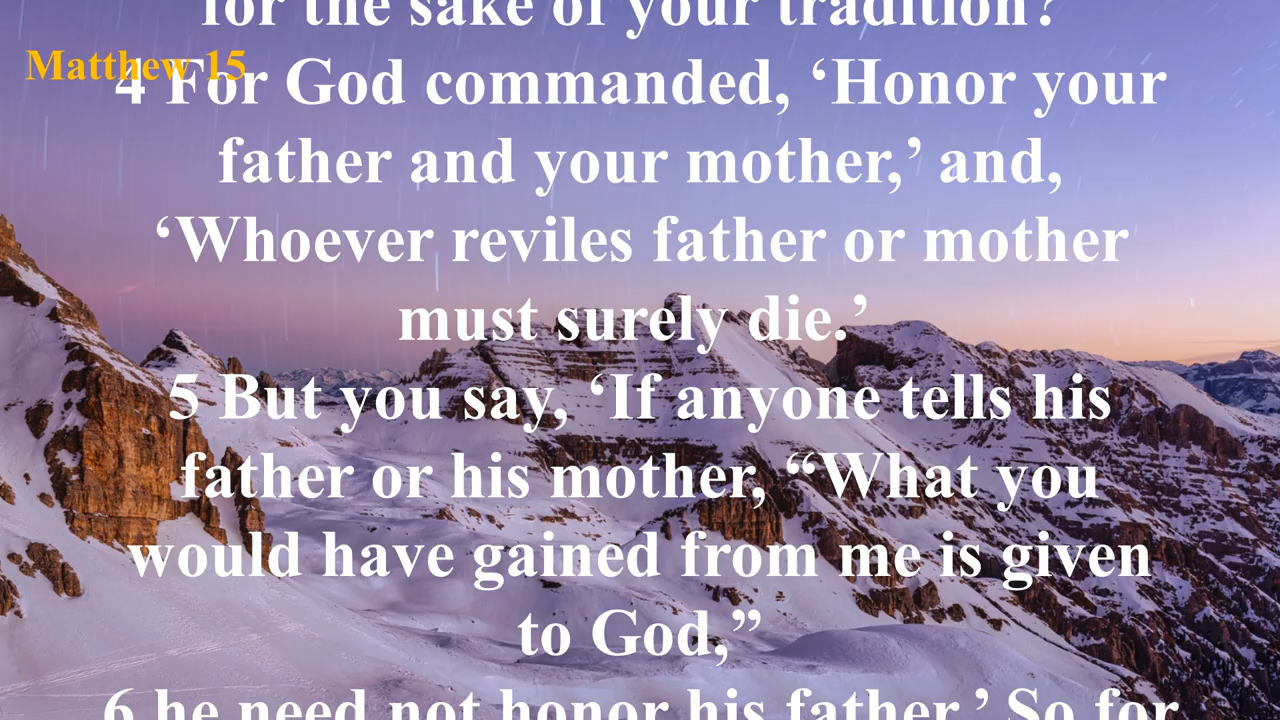 for the sake of your tradition?
Matthew 15
4 For God commanded, ‘Honor your
father and your mother,’ and,
‘Whoever reviles father or mother
must surely die.’
5 But you say, ‘If anyone tells his
father or his mother, “What you
would have gained from me is given
to God,”
6 he need not honor his father.’ So for